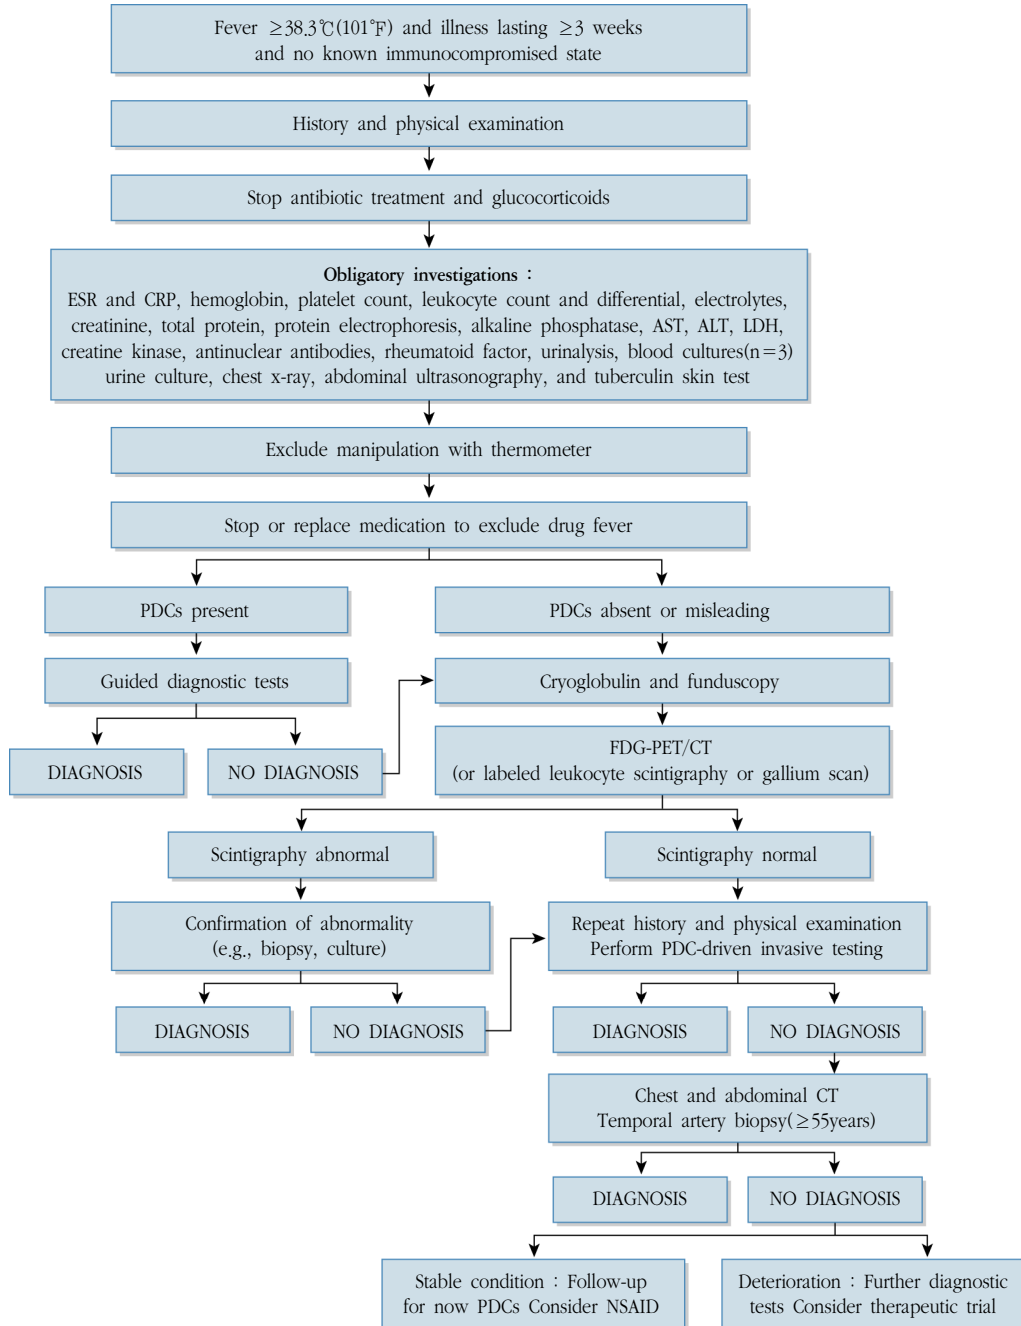 Fever ≥38.3℃(101℉) and illness lasting ≥3 weeks
and no known immunocompromised state
History and physical examination
Stop antibiotic treatment and glucocorticoids
Obligatory investigations :
ESR and CRP, hemoglobin, platelet count, leukocyte count and differential, electrolytes,
creatinine, total protein, protein electrophoresis, alkaline phosphatase, AST, ALT, LDH,
creatine kinase, antinuclear antibodies, rheumatoid factor, urinalysis, blood cultures(n=3)
urine culture, chest x-ray, abdominal ultrasonography, and tuberculin skin test
Exclude manipulation with thermometer
Stop or replace medication to exclude drug fever
PDCs present
PDCs absent or misleading
Guided diagnostic tests
Cryoglobulin and funduscopy
DIAGNOSIS
NO DIAGNOSIS
FDG-PET/CT
(or labeled leukocyte scintigraphy or gallium scan)
Scintigraphy abnormal
Scintigraphy normal
Confirmation of abnormality
(e.g., biopsy, culture)
Repeat history and physical examination
Perform PDC-driven invasive testing
DIAGNOSIS
NO DIAGNOSIS
DIAGNOSIS
NO DIAGNOSIS
Chest and abdominal CT
Temporal artery biopsy(≥55years)
DIAGNOSIS
NO DIAGNOSIS
Stable condition : Follow-up
for now PDCs Consider NSAID
Deterioration : Further diagnostic
tests Consider therapeutic trial